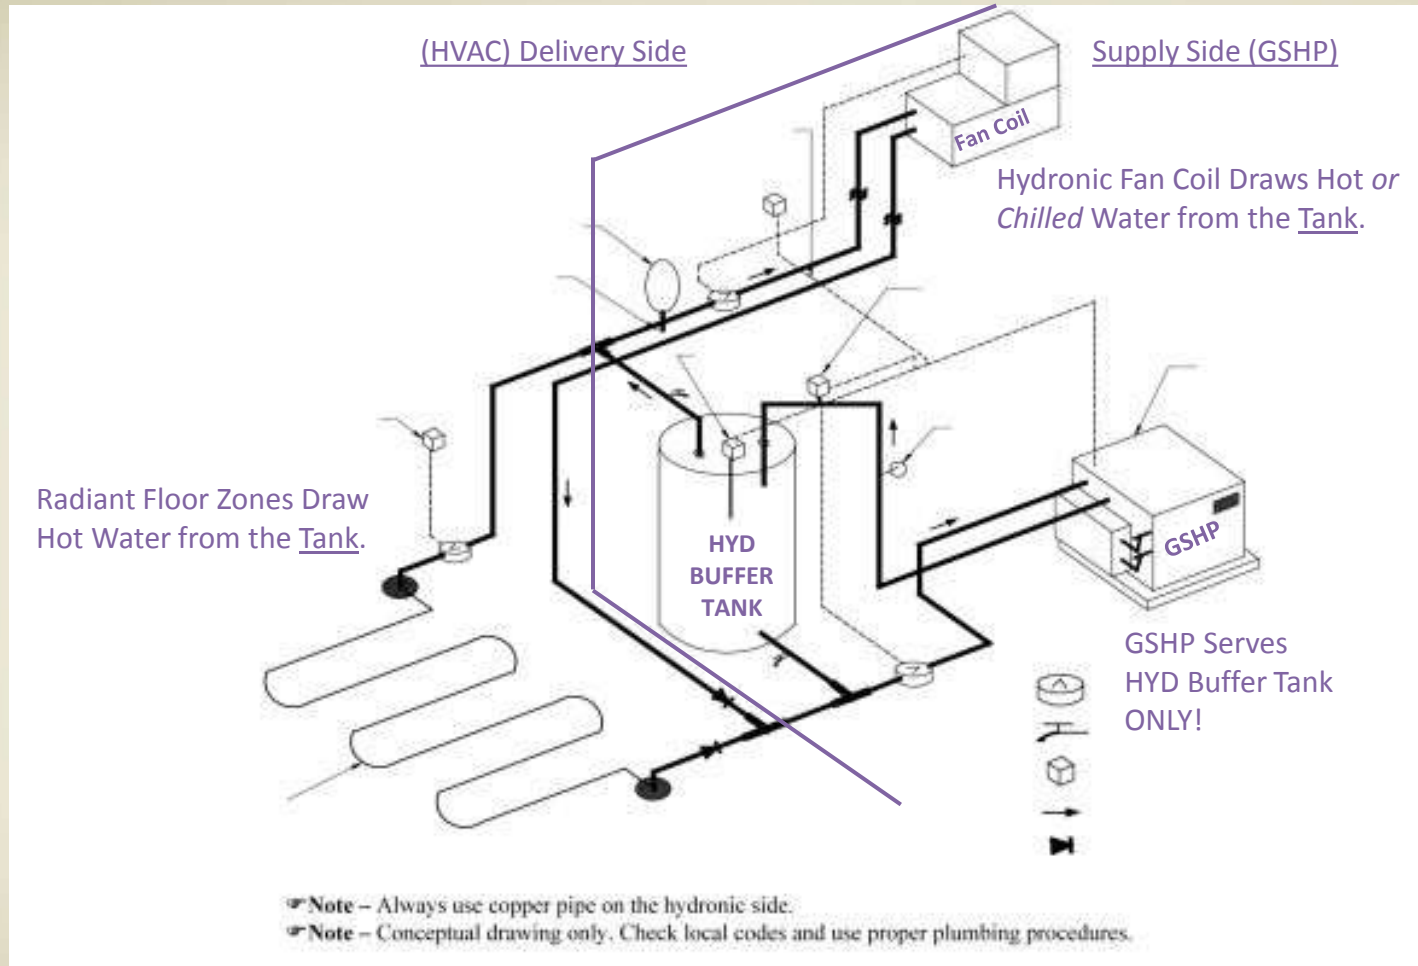 (HVAC) Delivery Side
Supply Side (GSHP)
Fan Coil
Hydronic Fan Coil Draws Hot or
Chilled Water from the Tank.
Radiant Floor Zones Draw
Hot Water from the Tank.
HYD
BUFFER
TANK
GSHP
GSHP Serves
HYD Buffer Tank
ONLY!
☞Note – Always use copper pipe on the hydronic side.
☞Note – Conceptual drawing only. Check local codes and use proper plumbing procedures.